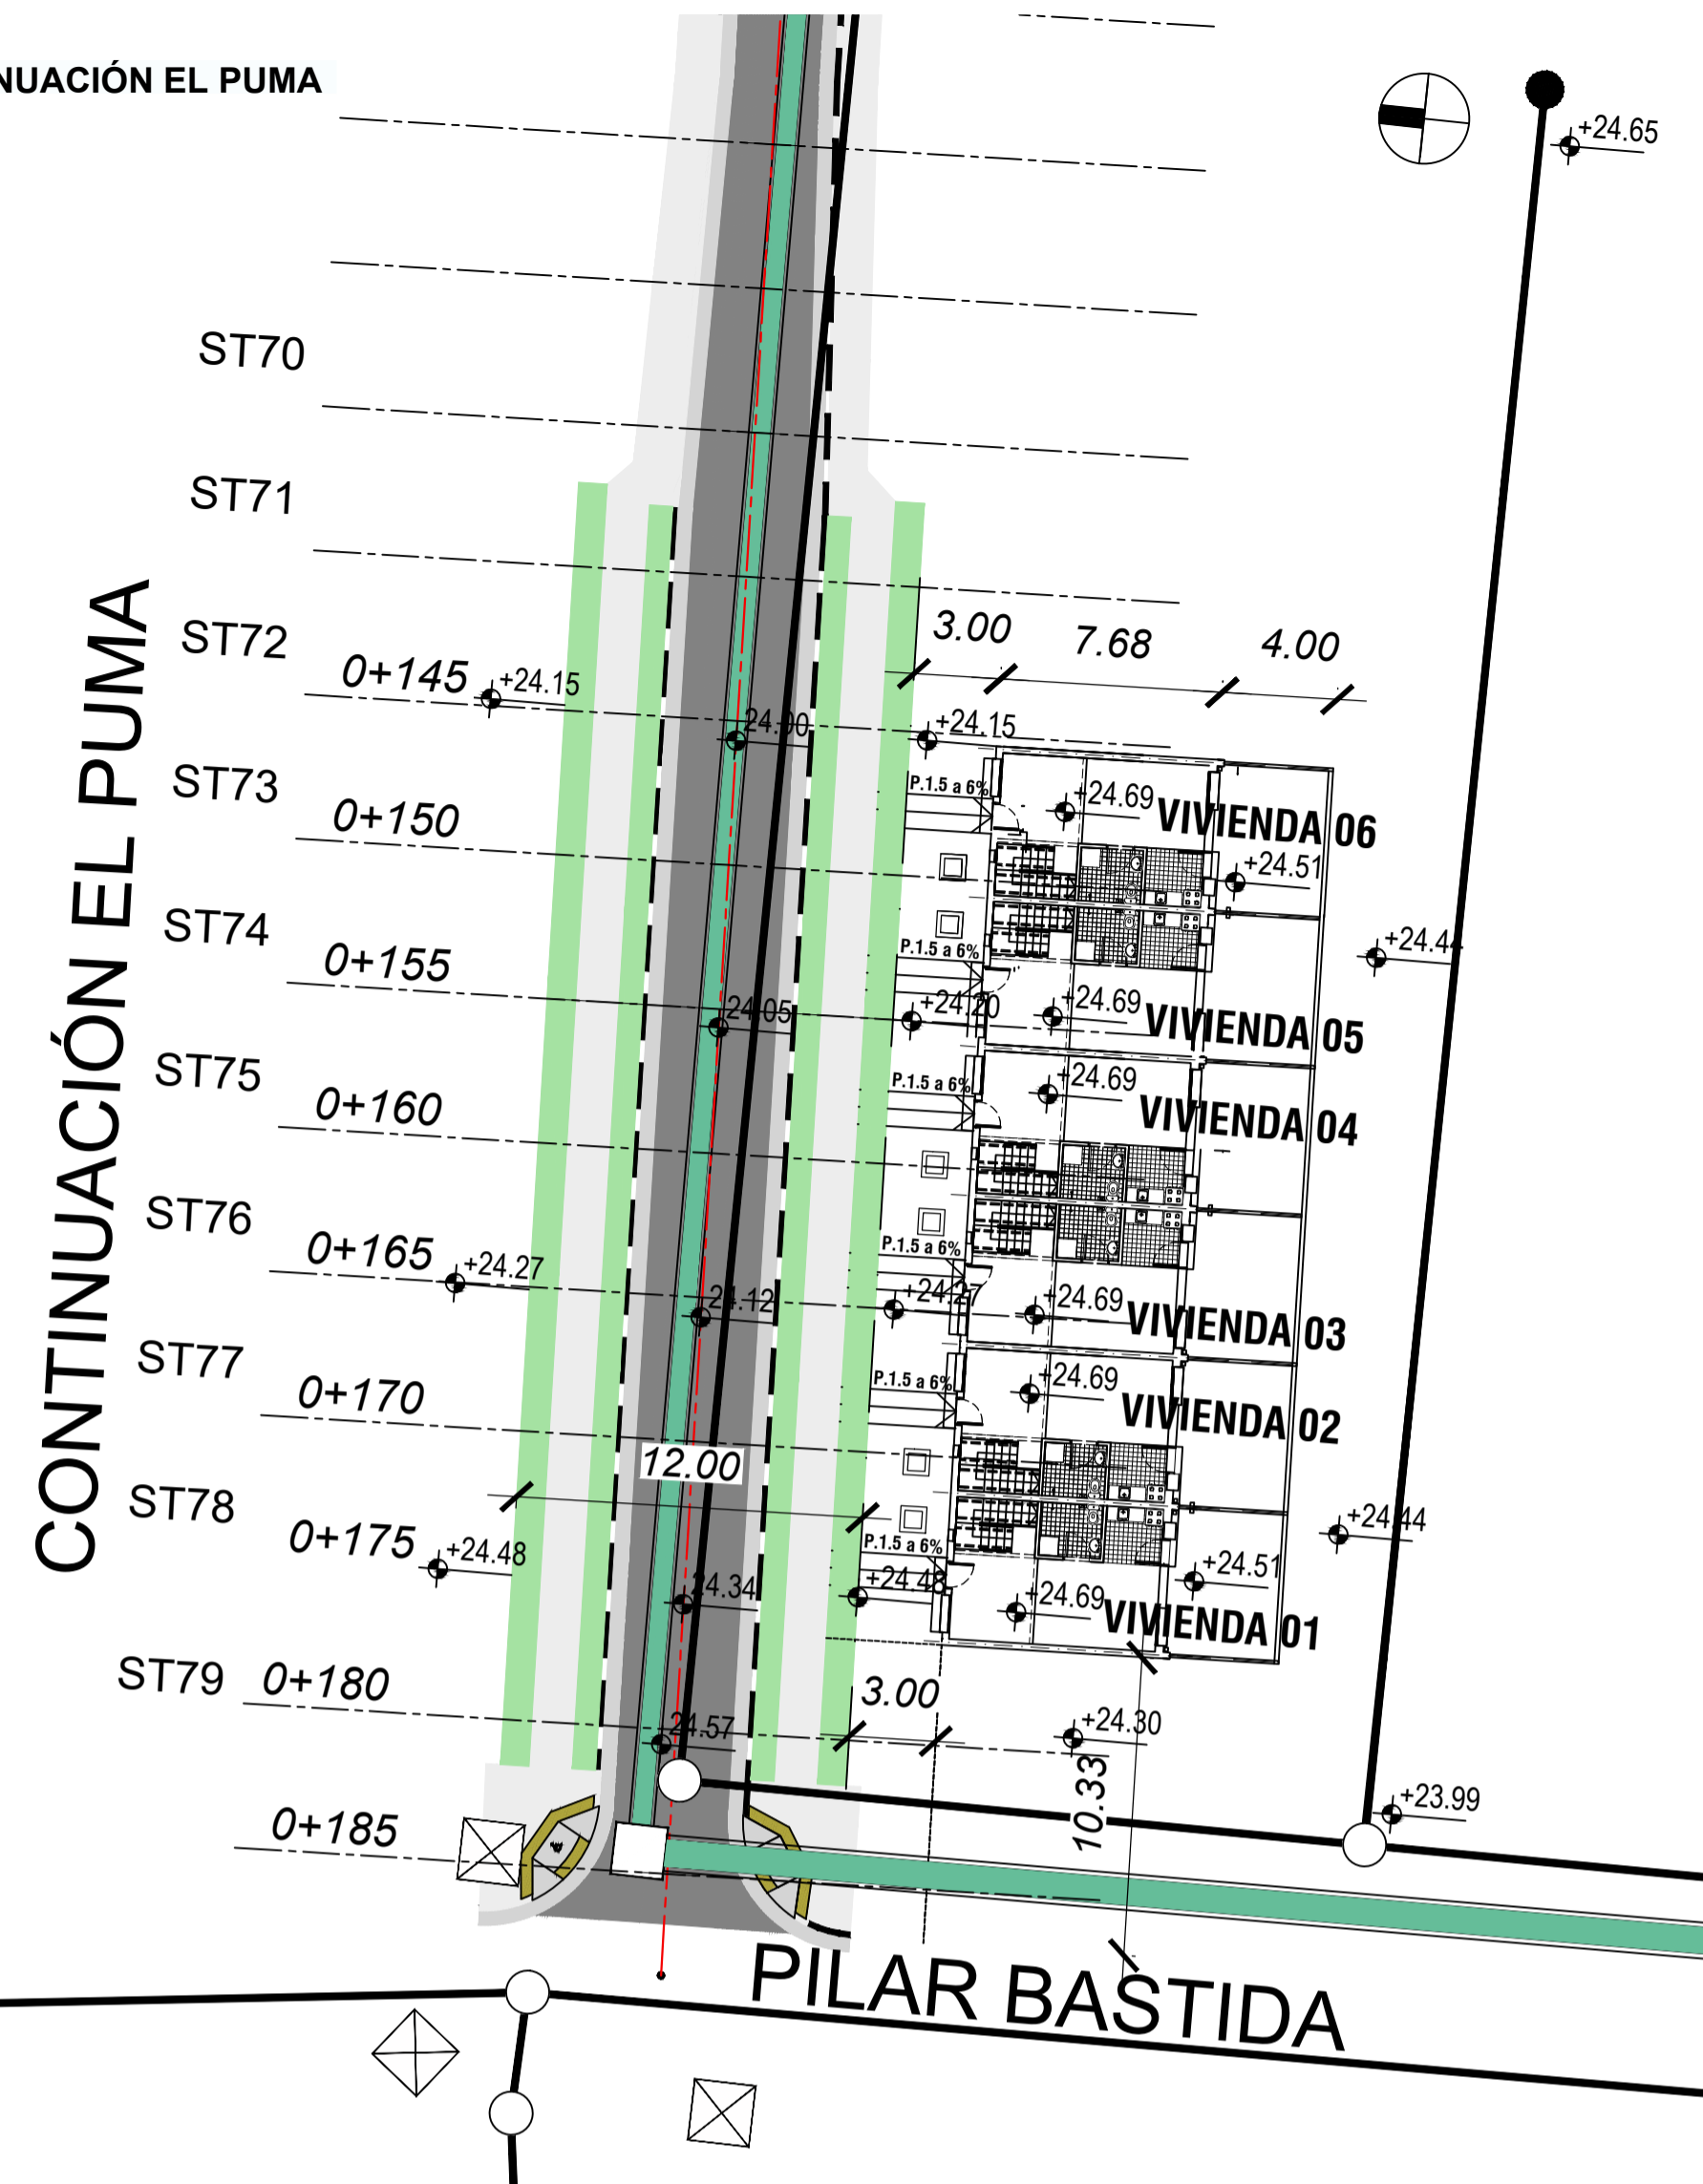 NUACIÓN EL PUMA
+24.65
ST70
ST71
3.00 7.68 4.00
ST72
0+145 +24.15
24.00 +24.15
ST73
P.1.5 a 6% +24.69 VIVIENDA 06
0+150
+24.51
ST74
P.1.5 a 6%
+24.44
0+155
24.05 +24.20 +24.69 VIVIENDA 05
ST75
P.1.5 a 6% +24.69
0+160
VIVIENDA 04
ST76
P.1.5 a 6%
0+165 +24.27
24.12 +24.27 +24.69 VIVIENDA 03
ST77
P.1.5 a 6% +24.69
0+170
VIVIENDA 02
12.00
ST78
0+175 +24.48
P.1.5 a 6% +24.44
24.34 +24.48 +24.69 +24.51
VIVIENDA 01
ST79 0+180
3.00
24.57 +24.30
10.33
+23.99
0+185
CONTINUACIÓN EL PUMA
PILAR BASTIDA